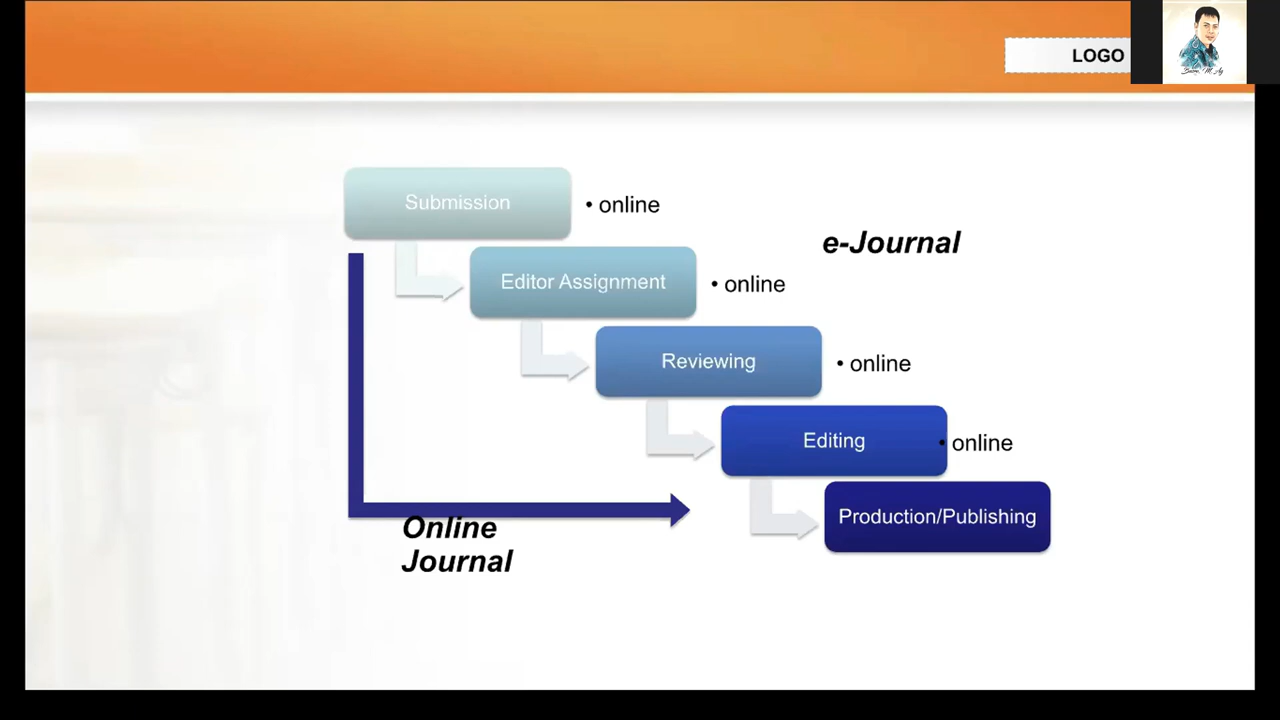 LOGO
Submission
• online
e-Journal
Editor Assignment
• online
Reviewing
• online
Editing
• online
Production/Publishing
Online
Journal